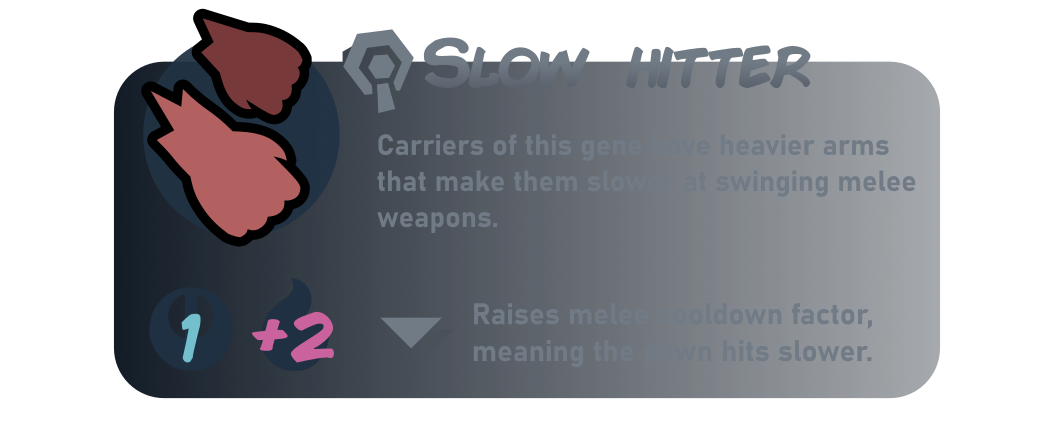 Slow hitter
Carriers of this gene have heavier arms
that make them slower at swinging melee
weapons.
1 +2
Raises melee cooldown factor,
meaning the pawn hits slower.